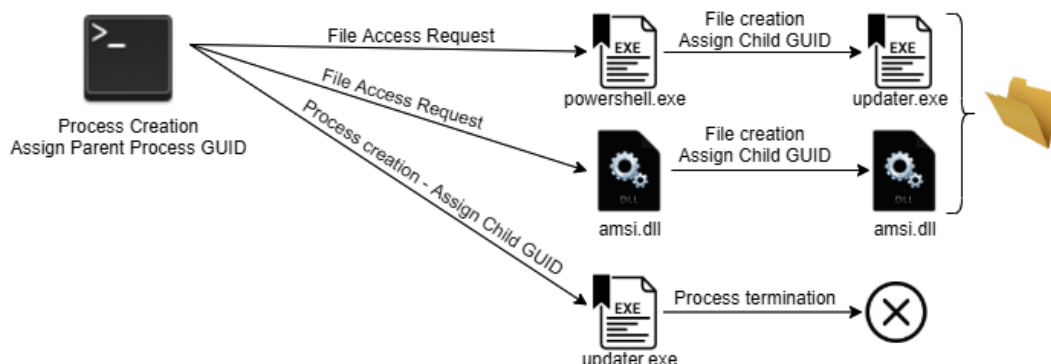 >_
Process Creation
Assign Parent Process GUID
File Access Request
EXE
powershell.exe
File creation
Assign Child GUID
EXE
updater.exe
File Access Request
DLL
amsi.dll
File creation
Assign Child GUID
DLL
amsi.dll
Process creation - Assign Child GUID
EXE
updater.exe
Process termination